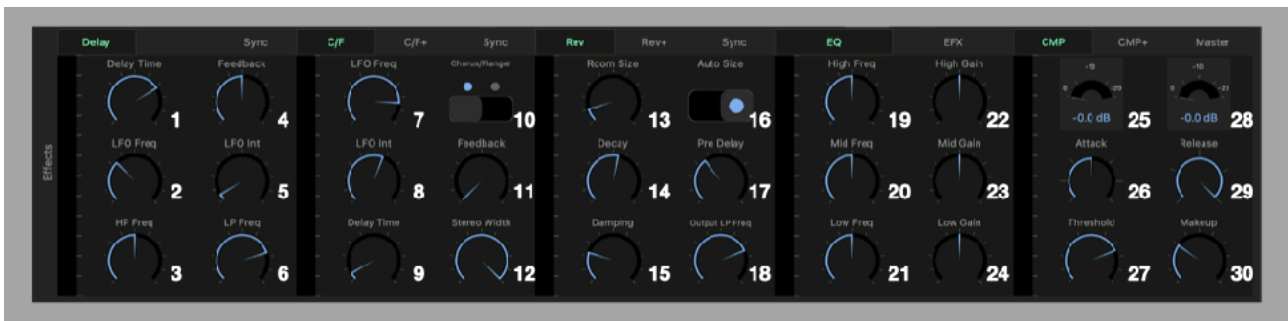 Delay Sync C/F C/F+ Sync Rev Rev+ Sync EQ EFX CMP CMP+ Master
Delay Time Feedback LFO Freq Chorus/Flanger Room Size Auto Size High Freq High Gain -10 -10
0 -20 0 -20
-0.0 dB -0.0 dB
1 4 7 10 13 16 19 22 25 28
Effects
LFO Freq LFO Int LFO Int Feedback Decay Pre Delay Mid Freq Mid Gain Attack Release
2 5 8 11 14 17 20 23 26 29
HF Freq LP Freq Delay Time Stereo Width Damping Output LP Freq Low Freq Low Gain Threshold Makeup
3 6 9 12 15 18 21 24 27 30